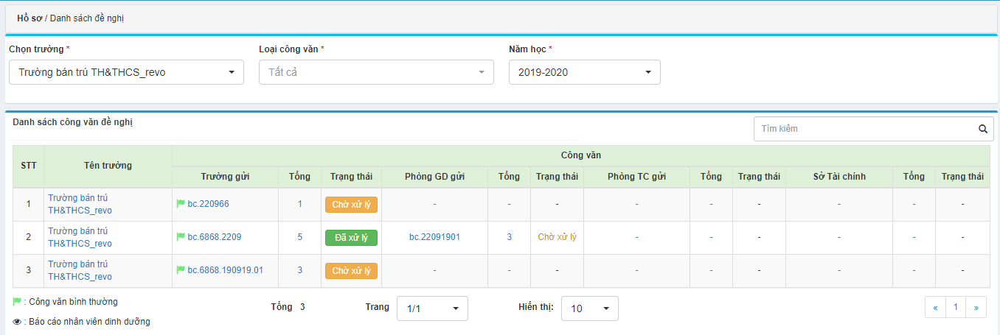 Hồ sơ / Danh sách đề nghị
Chọn trường * Loại công văn * Năm học *
Trường bán trú TH&THCS_revo Tất cả 2019-2020
Danh sách công văn đề nghị Tìm kiếm
STT Tên trường Công văn
Trường gửi Tổng Trạng thái Phòng GD gửi Tổng Trạng thái Phòng TC gửi Tổng Trạng thái Sở Tài chính Tổng Trạng thái
1 Trường bán trú TH&THCS_revo bc.220966 1 Chờ xử lý - - - - - - - - -
2 Trường bán trú TH&THCS_revo bc.6868.2209 5 Đã xử lý bc.22091901 3 Chờ xử lý - - - - - -
3 Trường bán trú TH&THCS_revo bc.6868.190919.01 3 Chờ xử lý - - - - - - - - -
: Công văn bình thường Tổng 3 Trang 1/1 Hiển thị: 10 « 1 »
: Báo cáo nhân viên dinh dưỡng